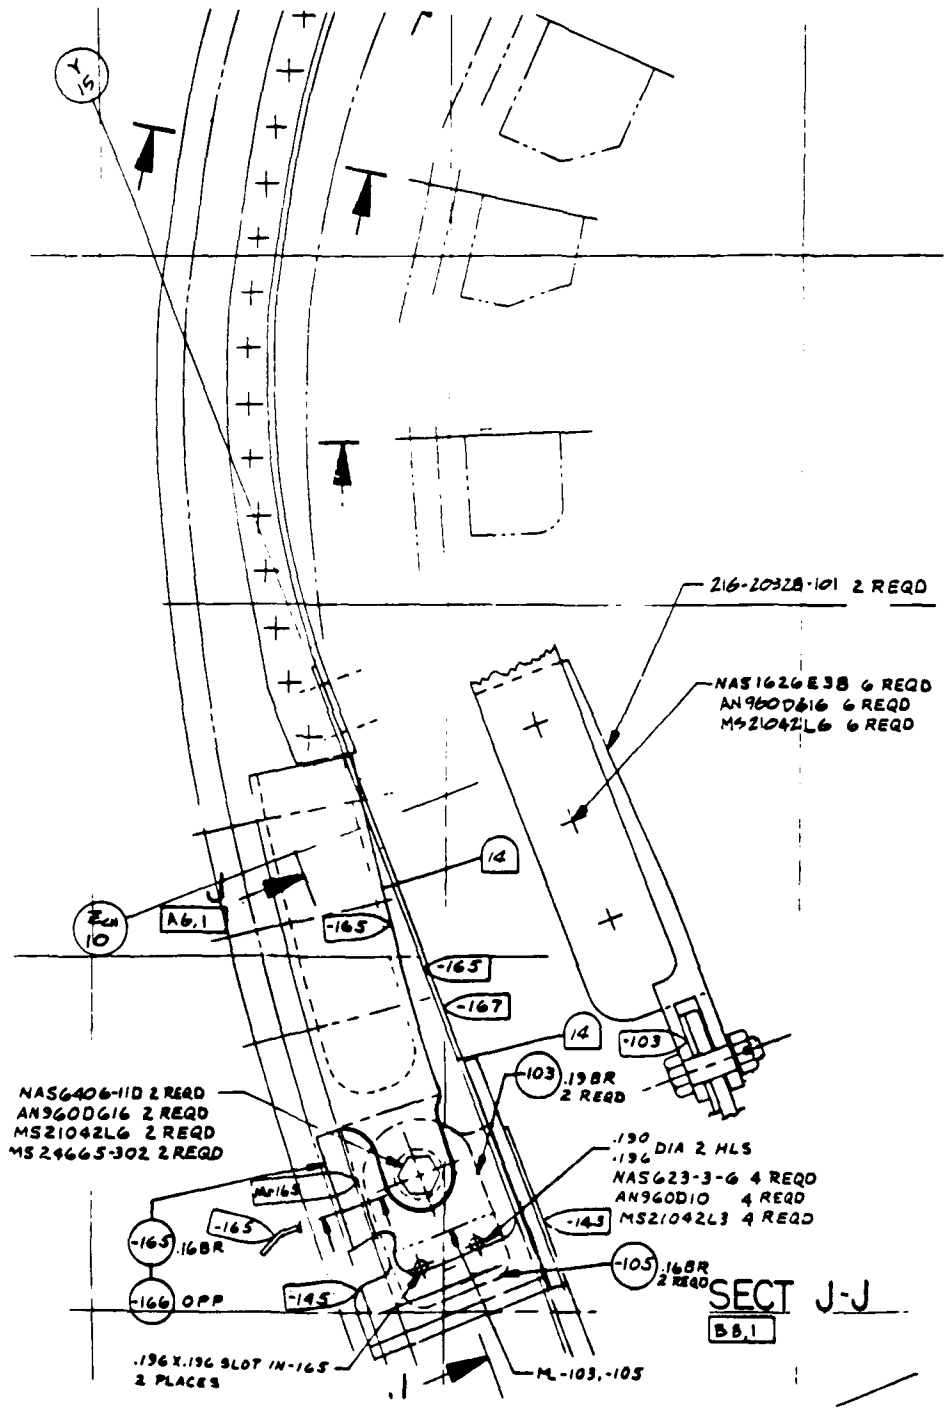 Y
15
216-20328-101 2 REQD
NAS1626E38 6 REQD
AN960D616 6 REQD
MS21042L6 6 REQD
14
J
10
A6,1
-165
-165
-167
14
-103
-103 .19BR
2 REQD
NAS6406-11D 2 REQD
AN960D616 2 REQD
MS21042L6 2 REQD
MS24665-302 2 REQD
.190
.196 DIA 2 HLS
NAS623-3-6 4 REQD
AN960D10 4 REQD
MS21042L3 4 REQD
-165
-143
-165 .16BR
-166 OPP
-145
-105 .16BR
2 REQD
SECT J-J
B8,1
.196X.196 SLOT IN-165
2 PLACES
ML-103,-105
J